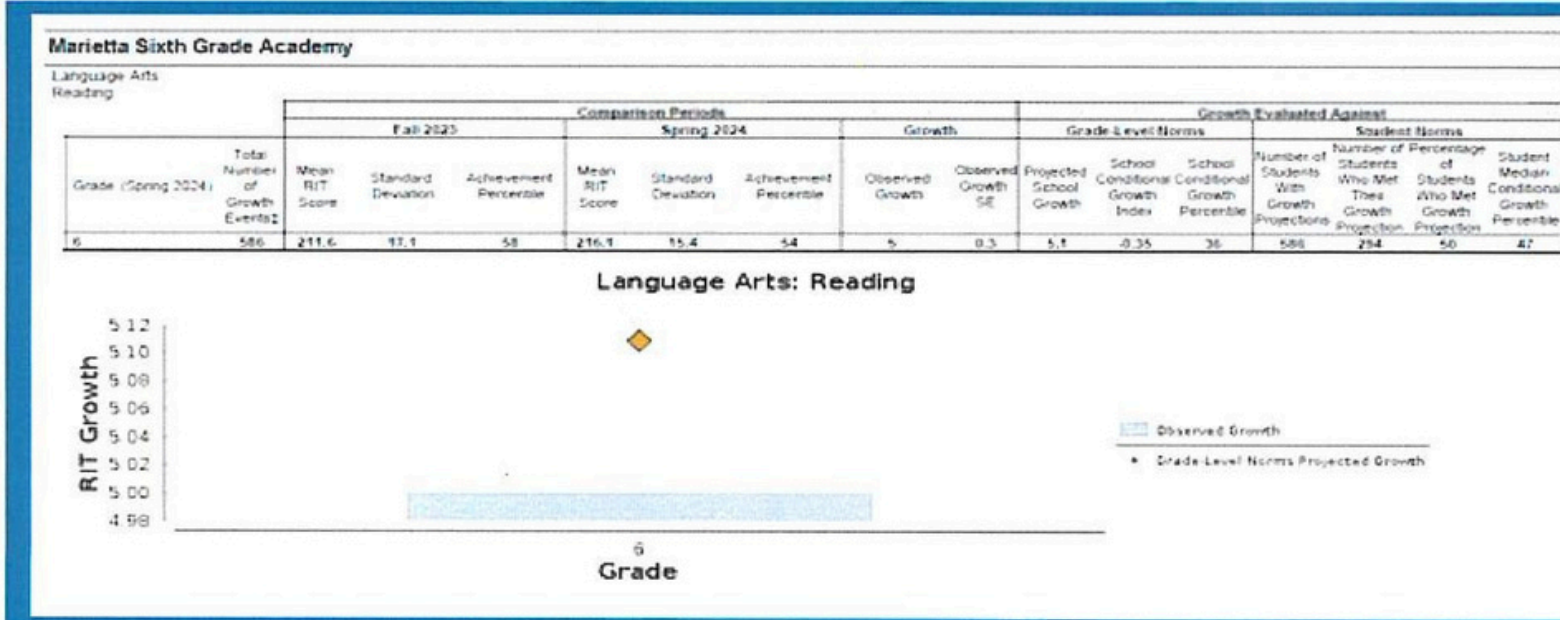 Marietta Sixth Grade Academy
Language Arts
Reading
Comparison Periods
Growth Evaluated Against
Fall 2023
Spring 2024
Growth
Grade-Level Norms
Student Norms
Grade (Spring 2024)
Total Number of Growth Events‡
Mean RIT Score
Standard Deviation
Achievement Percentile
Mean RIT Score
Standard Deviation
Achievement Percentile
Observed Growth
Observed Growth SE
Projected School Growth
School Conditional Growth Index
School Conditional Growth Percentile
Number of Students With Growth Projections
Number of Students Who Met Their Growth Projection
Percentage of Students Who Met Growth Projection
Student Median Conditional Growth Percentile
6 586 211.6 17.1 58 216.1 15.4 54 5 0.3 5.1 -0.35 36 586 294 50 47
Language Arts: Reading
5.12
5.10
5.08
5.06
5.04
5.02
5.00
4.98
RIT Growth
Observed Growth
Grade-Level Norms Projected Growth
6
Grade